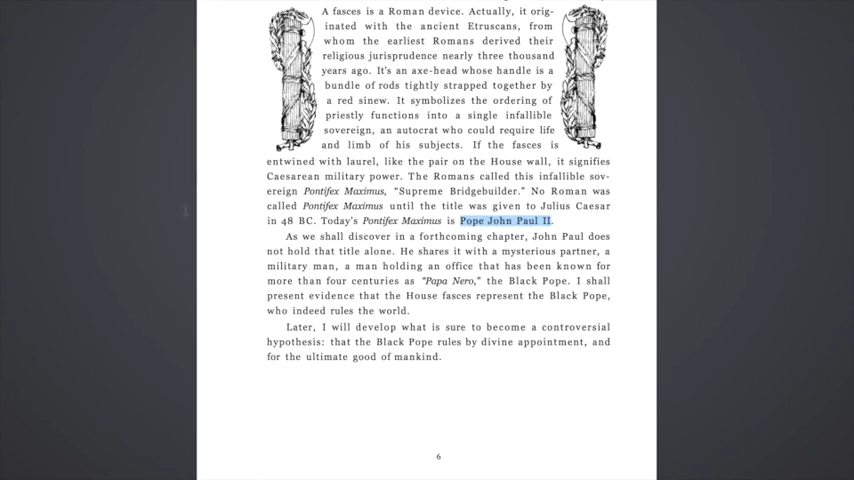 A fasces is a Roman device. Actually, it orig-
inated with the ancient Etruscans, from
whom the earliest Romans derived their
religious jurisprudence nearly three thousand
years ago. It's an axe-head whose handle is a
bundle of rods tightly strapped together by
a red sinew. It symbolizes the ordering of
priestly functions into a single infallible
sovereign, an autocrat who could require life
and limb of his subjects. If the fasces is
entwined with laurel, like the pair on the House wall, it signifies
Caesarean military power. The Romans called this infallible sov-
ereign Pontifex Maximus, “Supreme Bridgebuilder.” No Roman was
called Pontifex Maximus until the title was given to Julius Caesar
in 48 BC. Today's Pontifex Maximus is Pope John Paul II.
As we shall discover in a forthcoming chapter, John Paul does
not hold that title alone. He shares it with a mysterious partner, a
military man, a man holding an office that has been known for
more than four centuries as “Papa Nero,” the Black Pope. I shall
present evidence that the House fasces represent the Black Pope,
who indeed rules the world.
Later, I will develop what is sure to become a controversial
hypothesis: that the Black Pope rules by divine appointment, and
for the ultimate good of mankind.
6